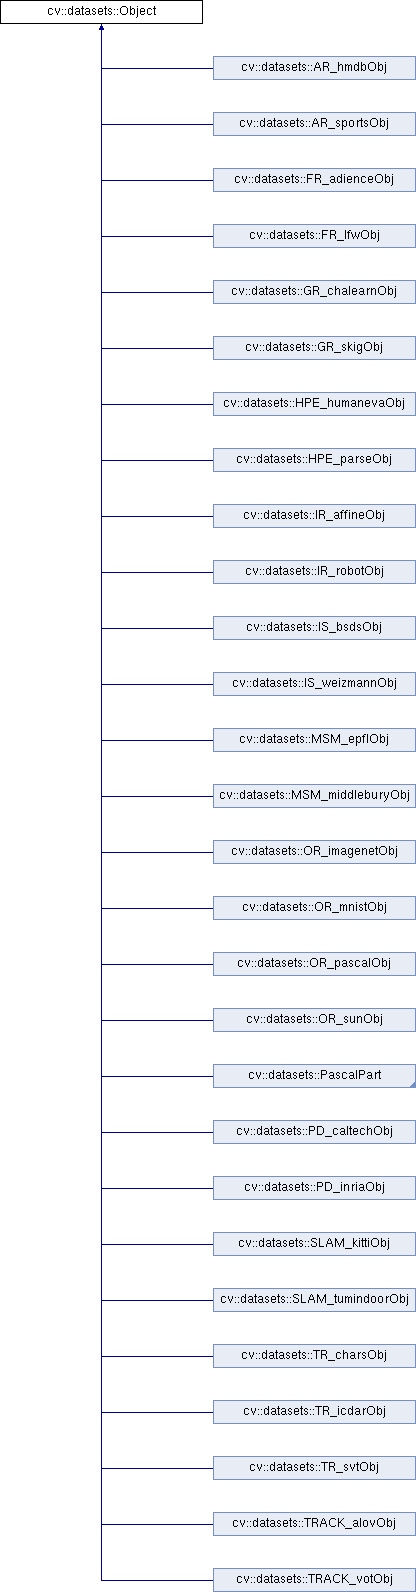 cv::datasets::Object
cv::datasets::AR_hmdbObj
cv::datasets::AR_sportsObj
cv::datasets::FR_adienceObj
cv::datasets::FR_lfwObj
cv::datasets::GR_chalearnObj
cv::datasets::GR_skigObj
cv::datasets::HPE_humanevaObj
cv::datasets::HPE_parseObj
cv::datasets::IR_affineObj
cv::datasets::IR_robotObj
cv::datasets::IS_bsdsObj
cv::datasets::IS_weizmannObj
cv::datasets::MSM_epflObj
cv::datasets::MSM_middleburyObj
cv::datasets::OR_imagenetObj
cv::datasets::OR_mnistObj
cv::datasets::OR_pascalObj
cv::datasets::OR_sunObj
cv::datasets::PascalPart
cv::datasets::PD_caltechObj
cv::datasets::PD_inriaObj
cv::datasets::SLAM_kittiObj
cv::datasets::SLAM_tumindoorObj
cv::datasets::TR_charsObj
cv::datasets::TR_icdarObj
cv::datasets::TR_svtObj
cv::datasets::TRACK_alovObj
cv::datasets::TRACK_votObj